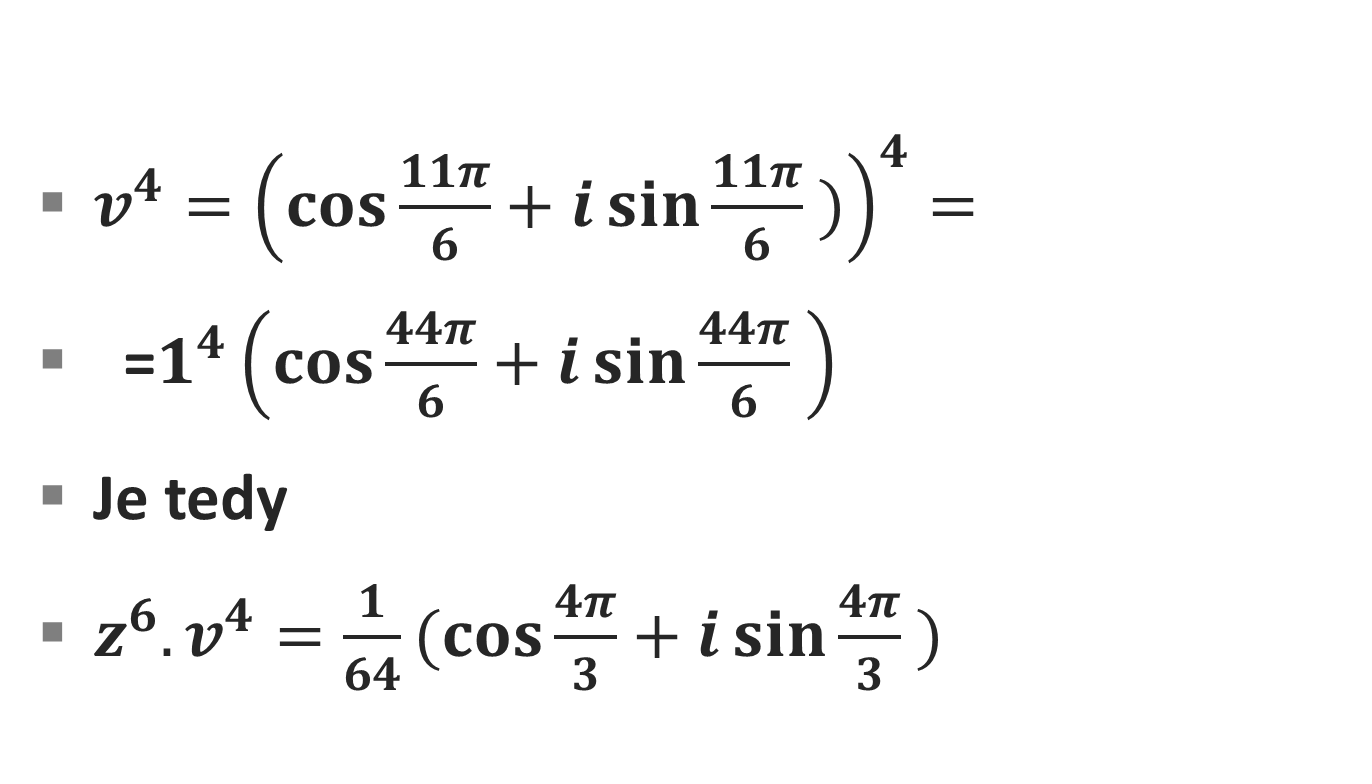 ▪ 𝒗⁴ = (cos 11π/6 + i sin 11π/6 ))⁴ =
▪ =1⁴ (cos 44π/6 + i sin 44π/6 )
▪ Je tedy
▪ z⁶. v⁴ = 1/64 (cos 4π/3 + i sin 4π/3 )